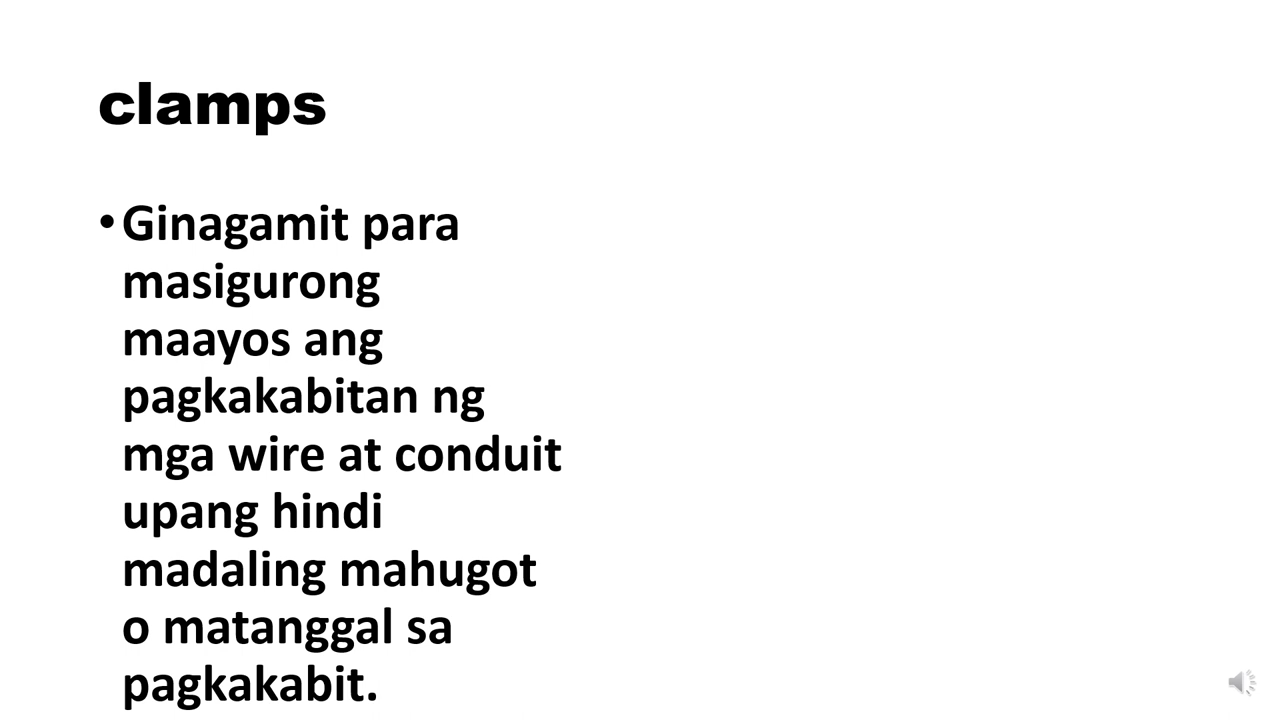 clamps
• Ginagamit para
masigurong
maayos ang
pagkakabitan ng
mga wire at conduit
upang hindi
madaling mahugot
o matanggal sa
pagkakabit.